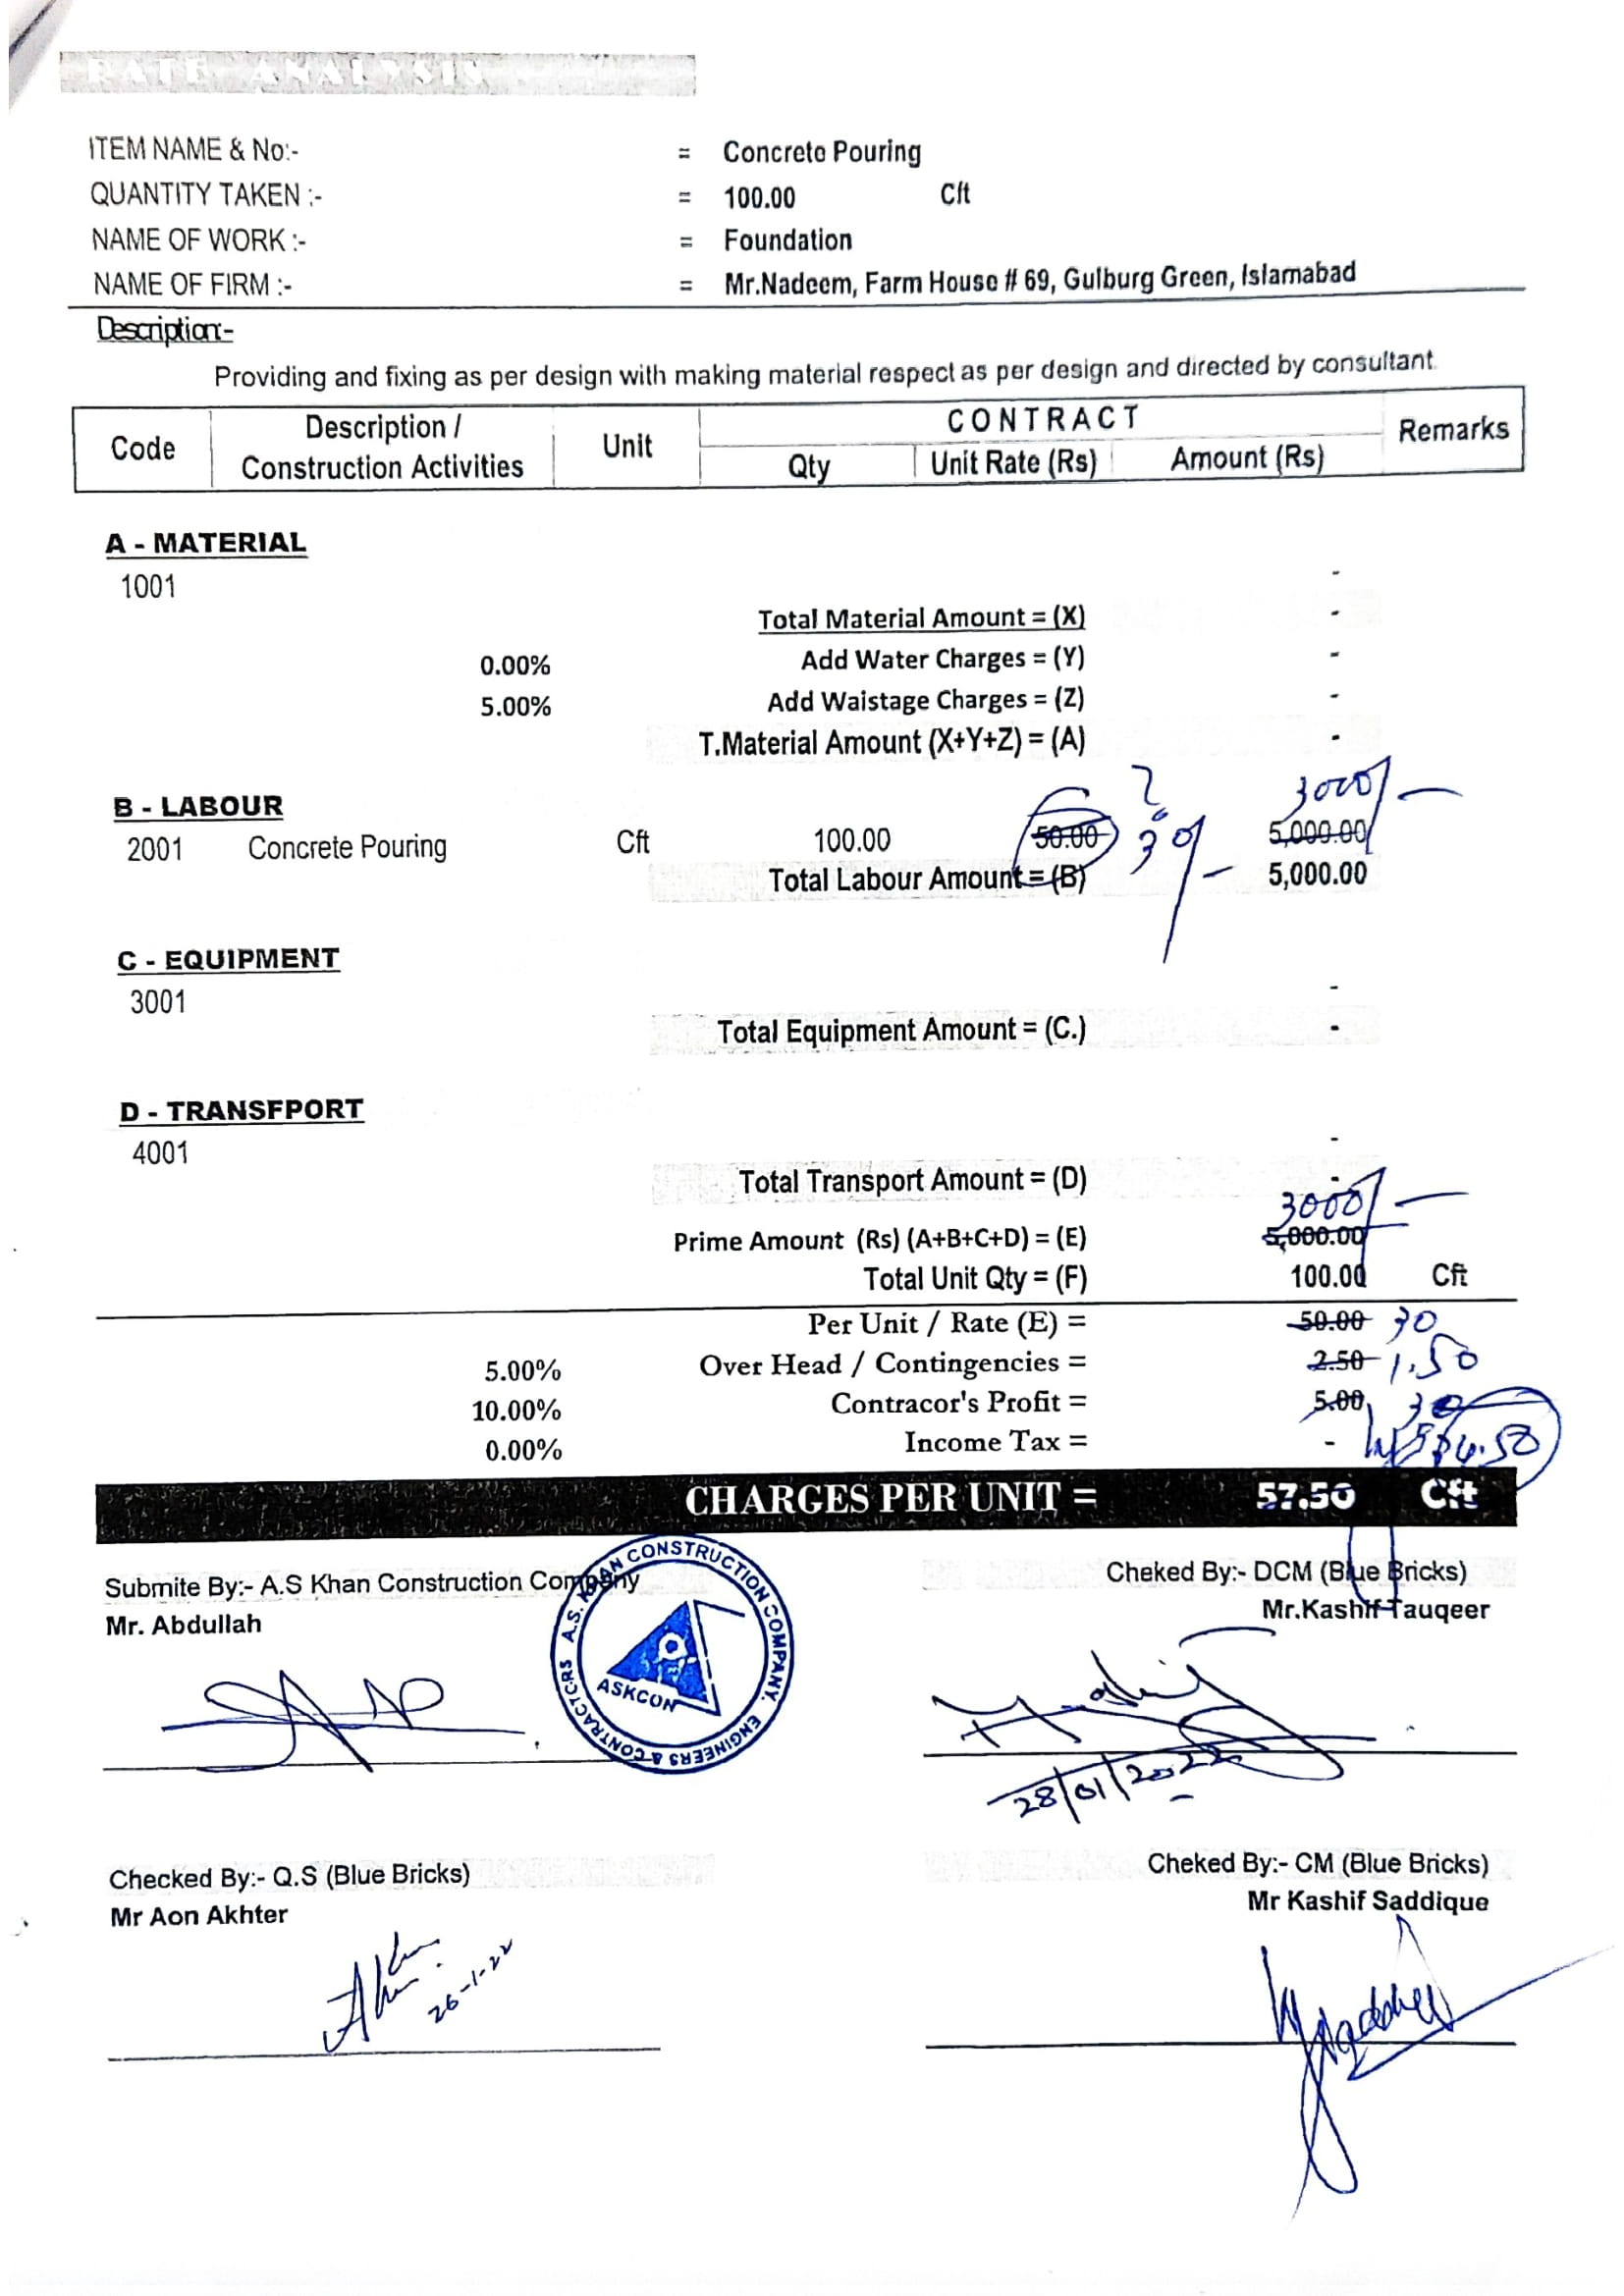 RATE ANALYSIS
ITEM NAME & No:- = Concrete Pouring
QUANTITY TAKEN :- = 100.00 Cft
NAME OF WORK :- = Foundation
NAME OF FIRM :- = Mr.Nadeem, Farm House # 69, Gulburg Green, Islamabad
Description:-
Providing and fixing as per design with making material respect as per design and directed by consultant.
Code Description / Construction Activities Unit CONTRACT Remarks
Qty Unit Rate (Rs) Amount (Rs)
A - MATERIAL
1001 -
Total Material Amount = (X) -
0.00% Add Water Charges = (Y) -
5.00% Add Waistage Charges = (Z) -
T.Material Amount (X+Y+Z) = (A) -
3000/-
B - LABOUR
2001 Concrete Pouring Cft 100.00 50.00 30/- 5,000.00
Total Labour Amount = (B) 5,000.00
C - EQUIPMENT
3001 -
Total Equipment Amount = (C.) -
D - TRANSFPORT
4001 -
Total Transport Amount = (D) -
3000/-
Prime Amount (Rs) (A+B+C+D) = (E) 5,000.00
Total Unit Qty = (F) 100.00 Cft
Per Unit / Rate (E) = 50.00 30
5.00% Over Head / Contingencies = 2.50 1.50
10.00% Contracor's Profit = 5.00 30
0.00% Income Tax = -
CHARGES PER UNIT = 57.50 Cft
Submite By:- A.S Khan Construction Company
Mr. Abdullah
A.S. KHAN CONSTRUCTION COMPANY. ENGINEERS & CONTRACTORS
ASKCON
Cheked By:- DCM (Blue Bricks)
Mr.Kashif Tauqeer
28/01/2022
Checked By:- Q.S (Blue Bricks)
Mr Aon Akhter
26-1-22
Cheked By:- CM (Blue Bricks)
Mr Kashif Saddique